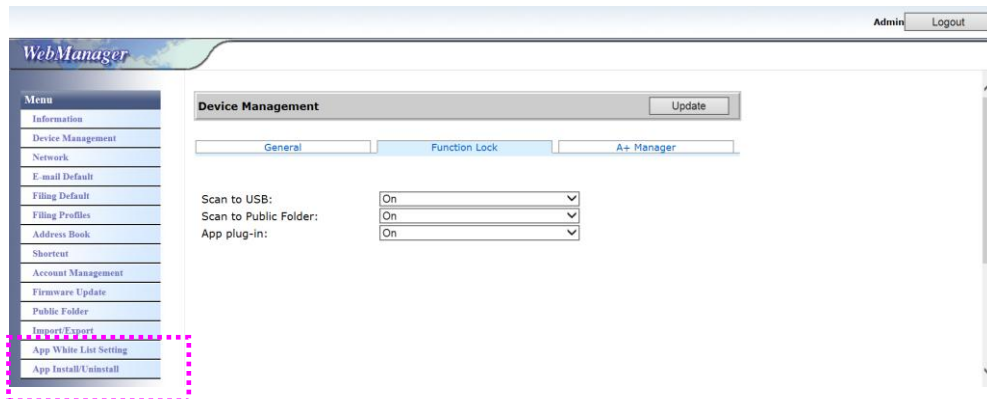 Admin Logout
WebManager
Menu
Information
Device Management
Network
E-mail Default
Filing Default
Filing Profiles
Address Book
Shortcut
Account Management
Firmware Update
Public Folder
Import/Export
App White List Setting
App Install/Uninstall
Device Management Update
General Function Lock A+ Manager
Scan to USB: On
Scan to Public Folder: On
App plug-in: On